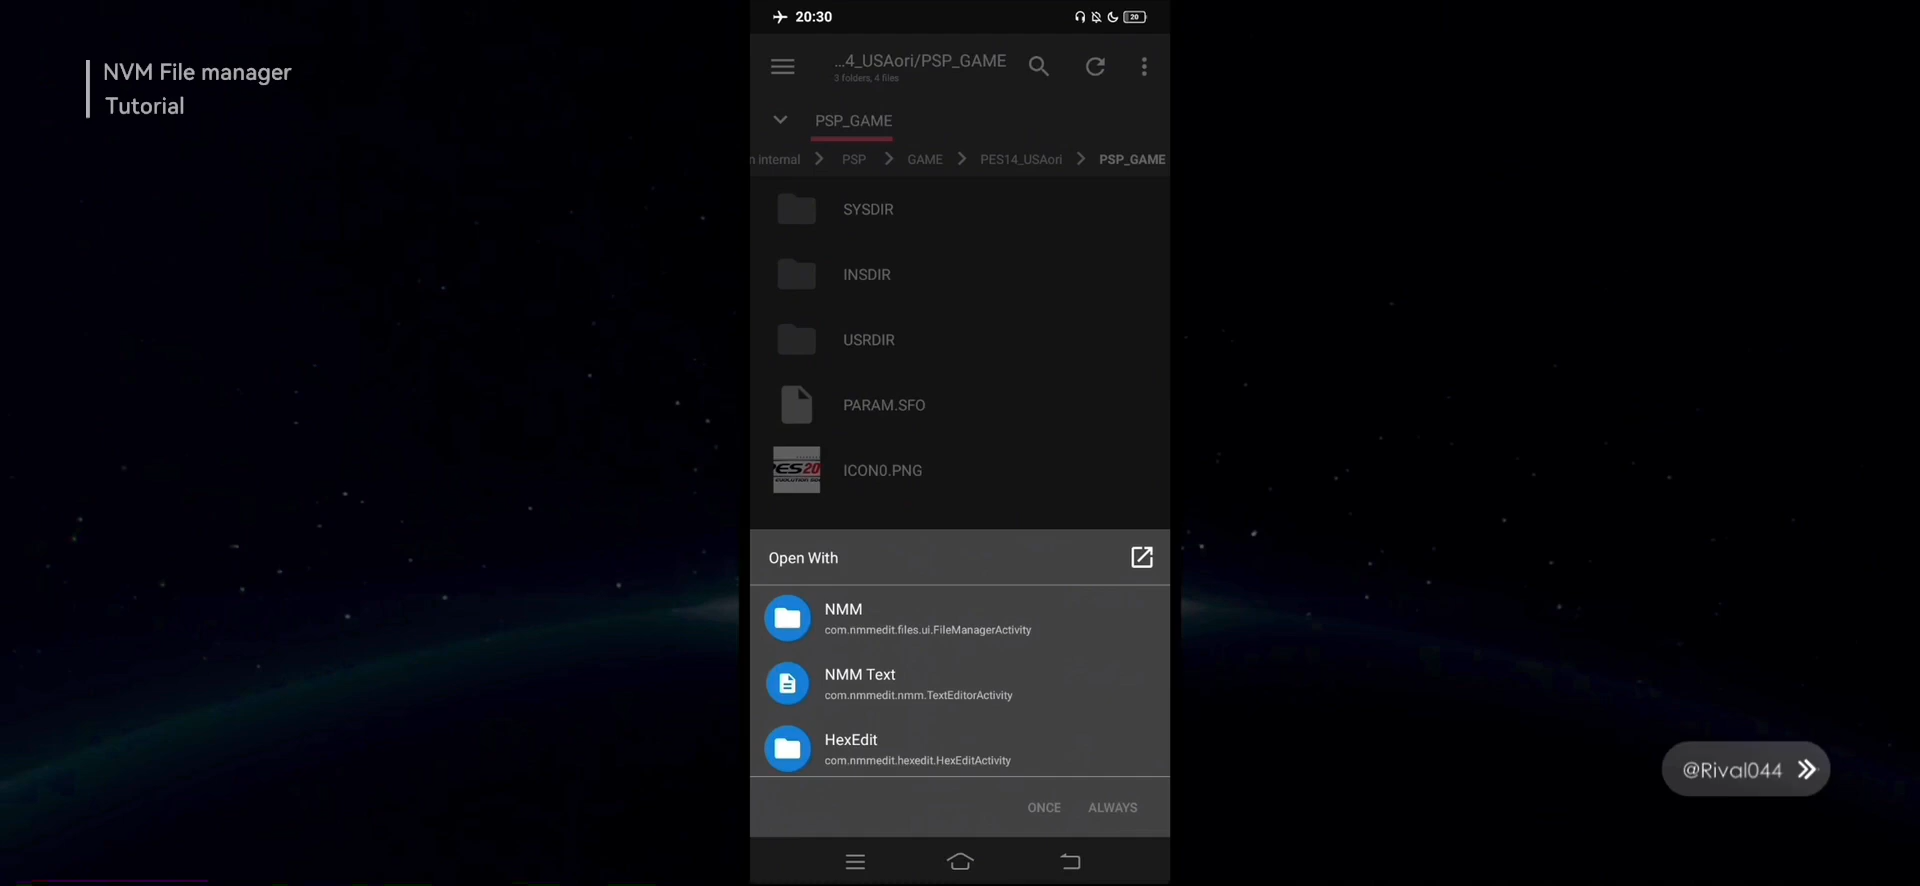 NVM File manager
Tutorial
20:30
20
...4_USAori/PSP_GAME
3 folders, 4 files
PSP_GAME
n internal > PSP > GAME > PES14_USAori > PSP_GAME
SYSDIR
INSDIR
USRDIR
PARAM.SFO
ES20
ICON0.PNG
Open With
NMM
com.nmmedit.files.ui.FileManagerActivity
NMM Text
com.nmmedit.nmm.TextEditorActivity
HexEdit
com.nmmedit.hexedit.HexEditActivity
ONCE ALWAYS
@Rival044